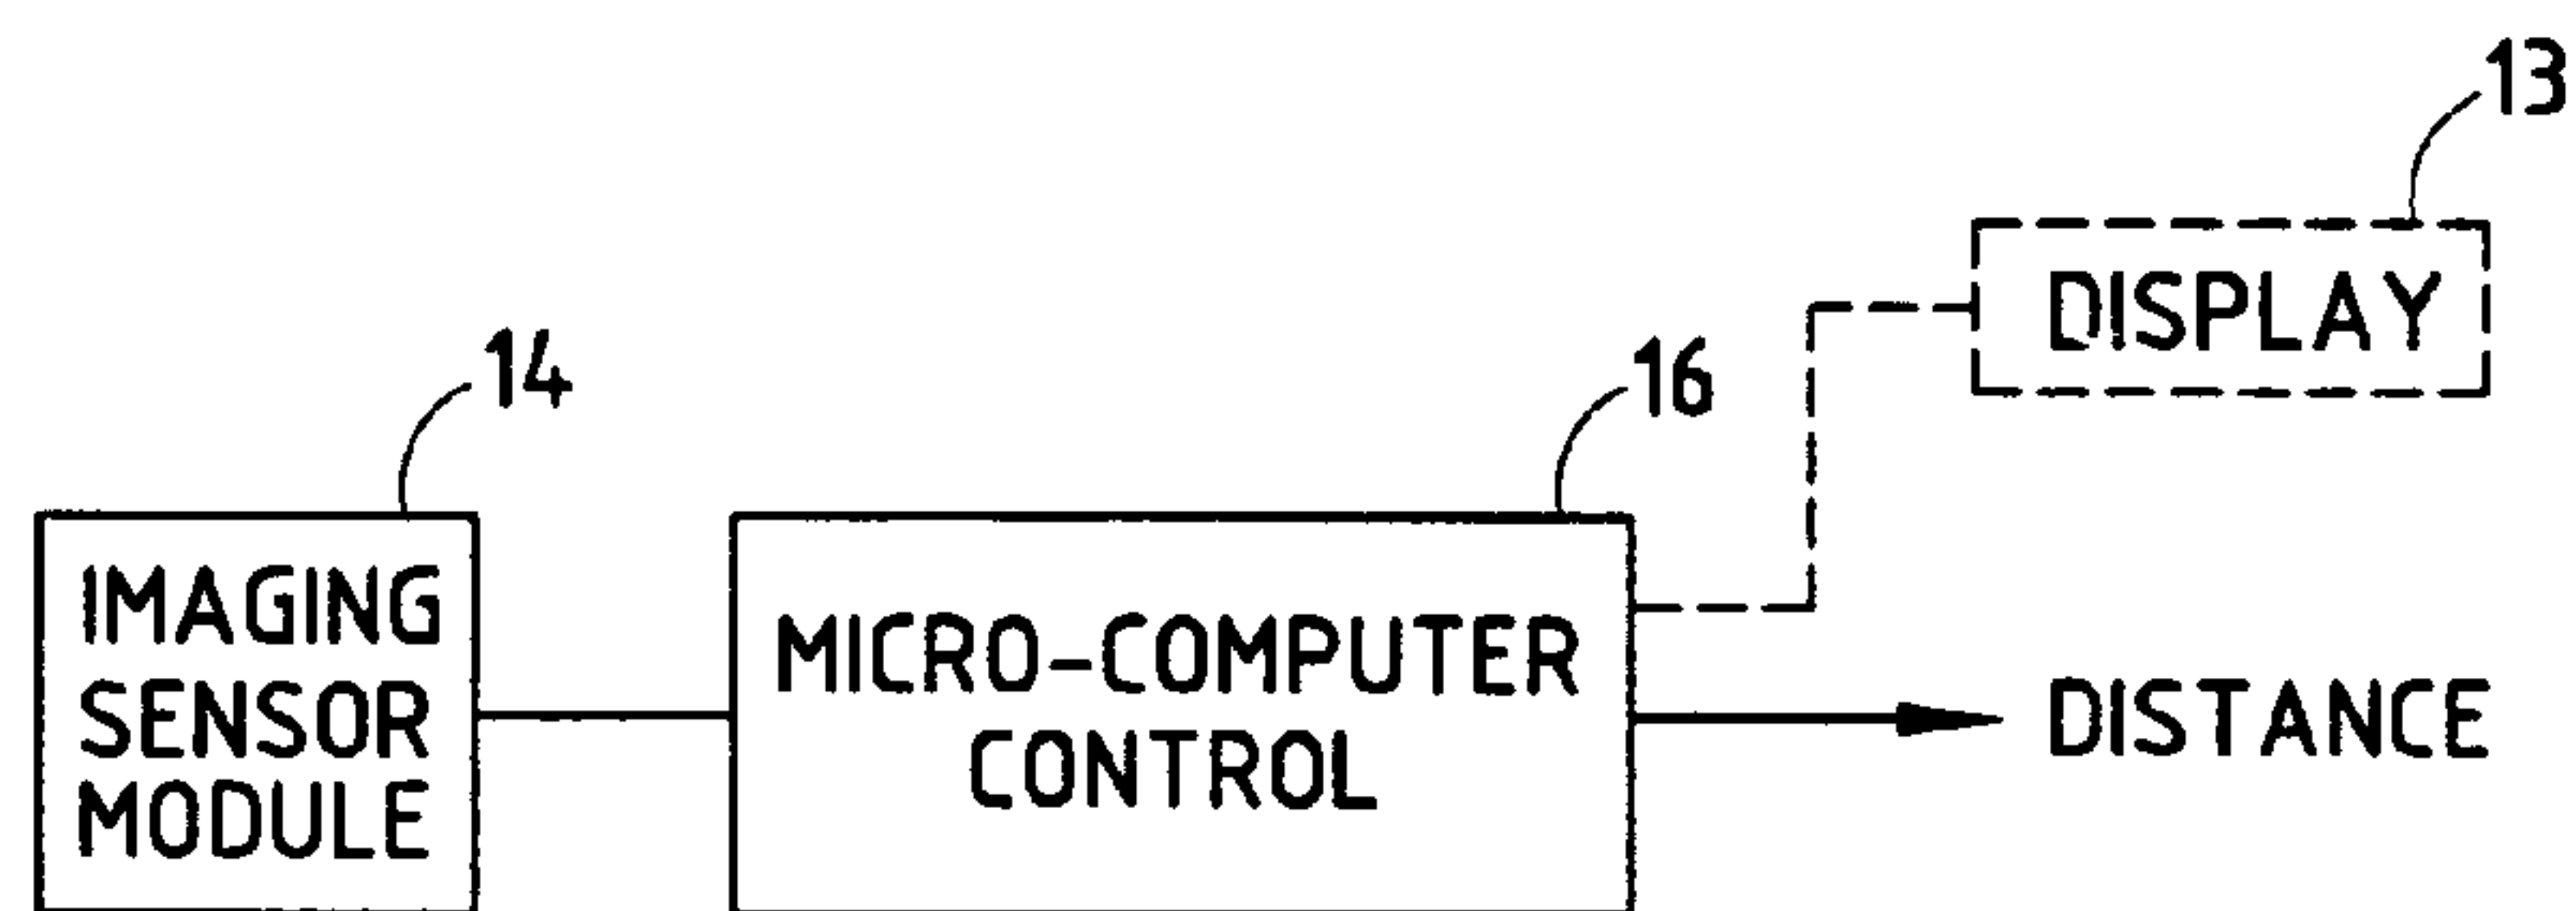 13
DISPLAY
14
16
IMAGING
SENSOR
MODULE
MICRO-COMPUTER
CONTROL
DISTANCE